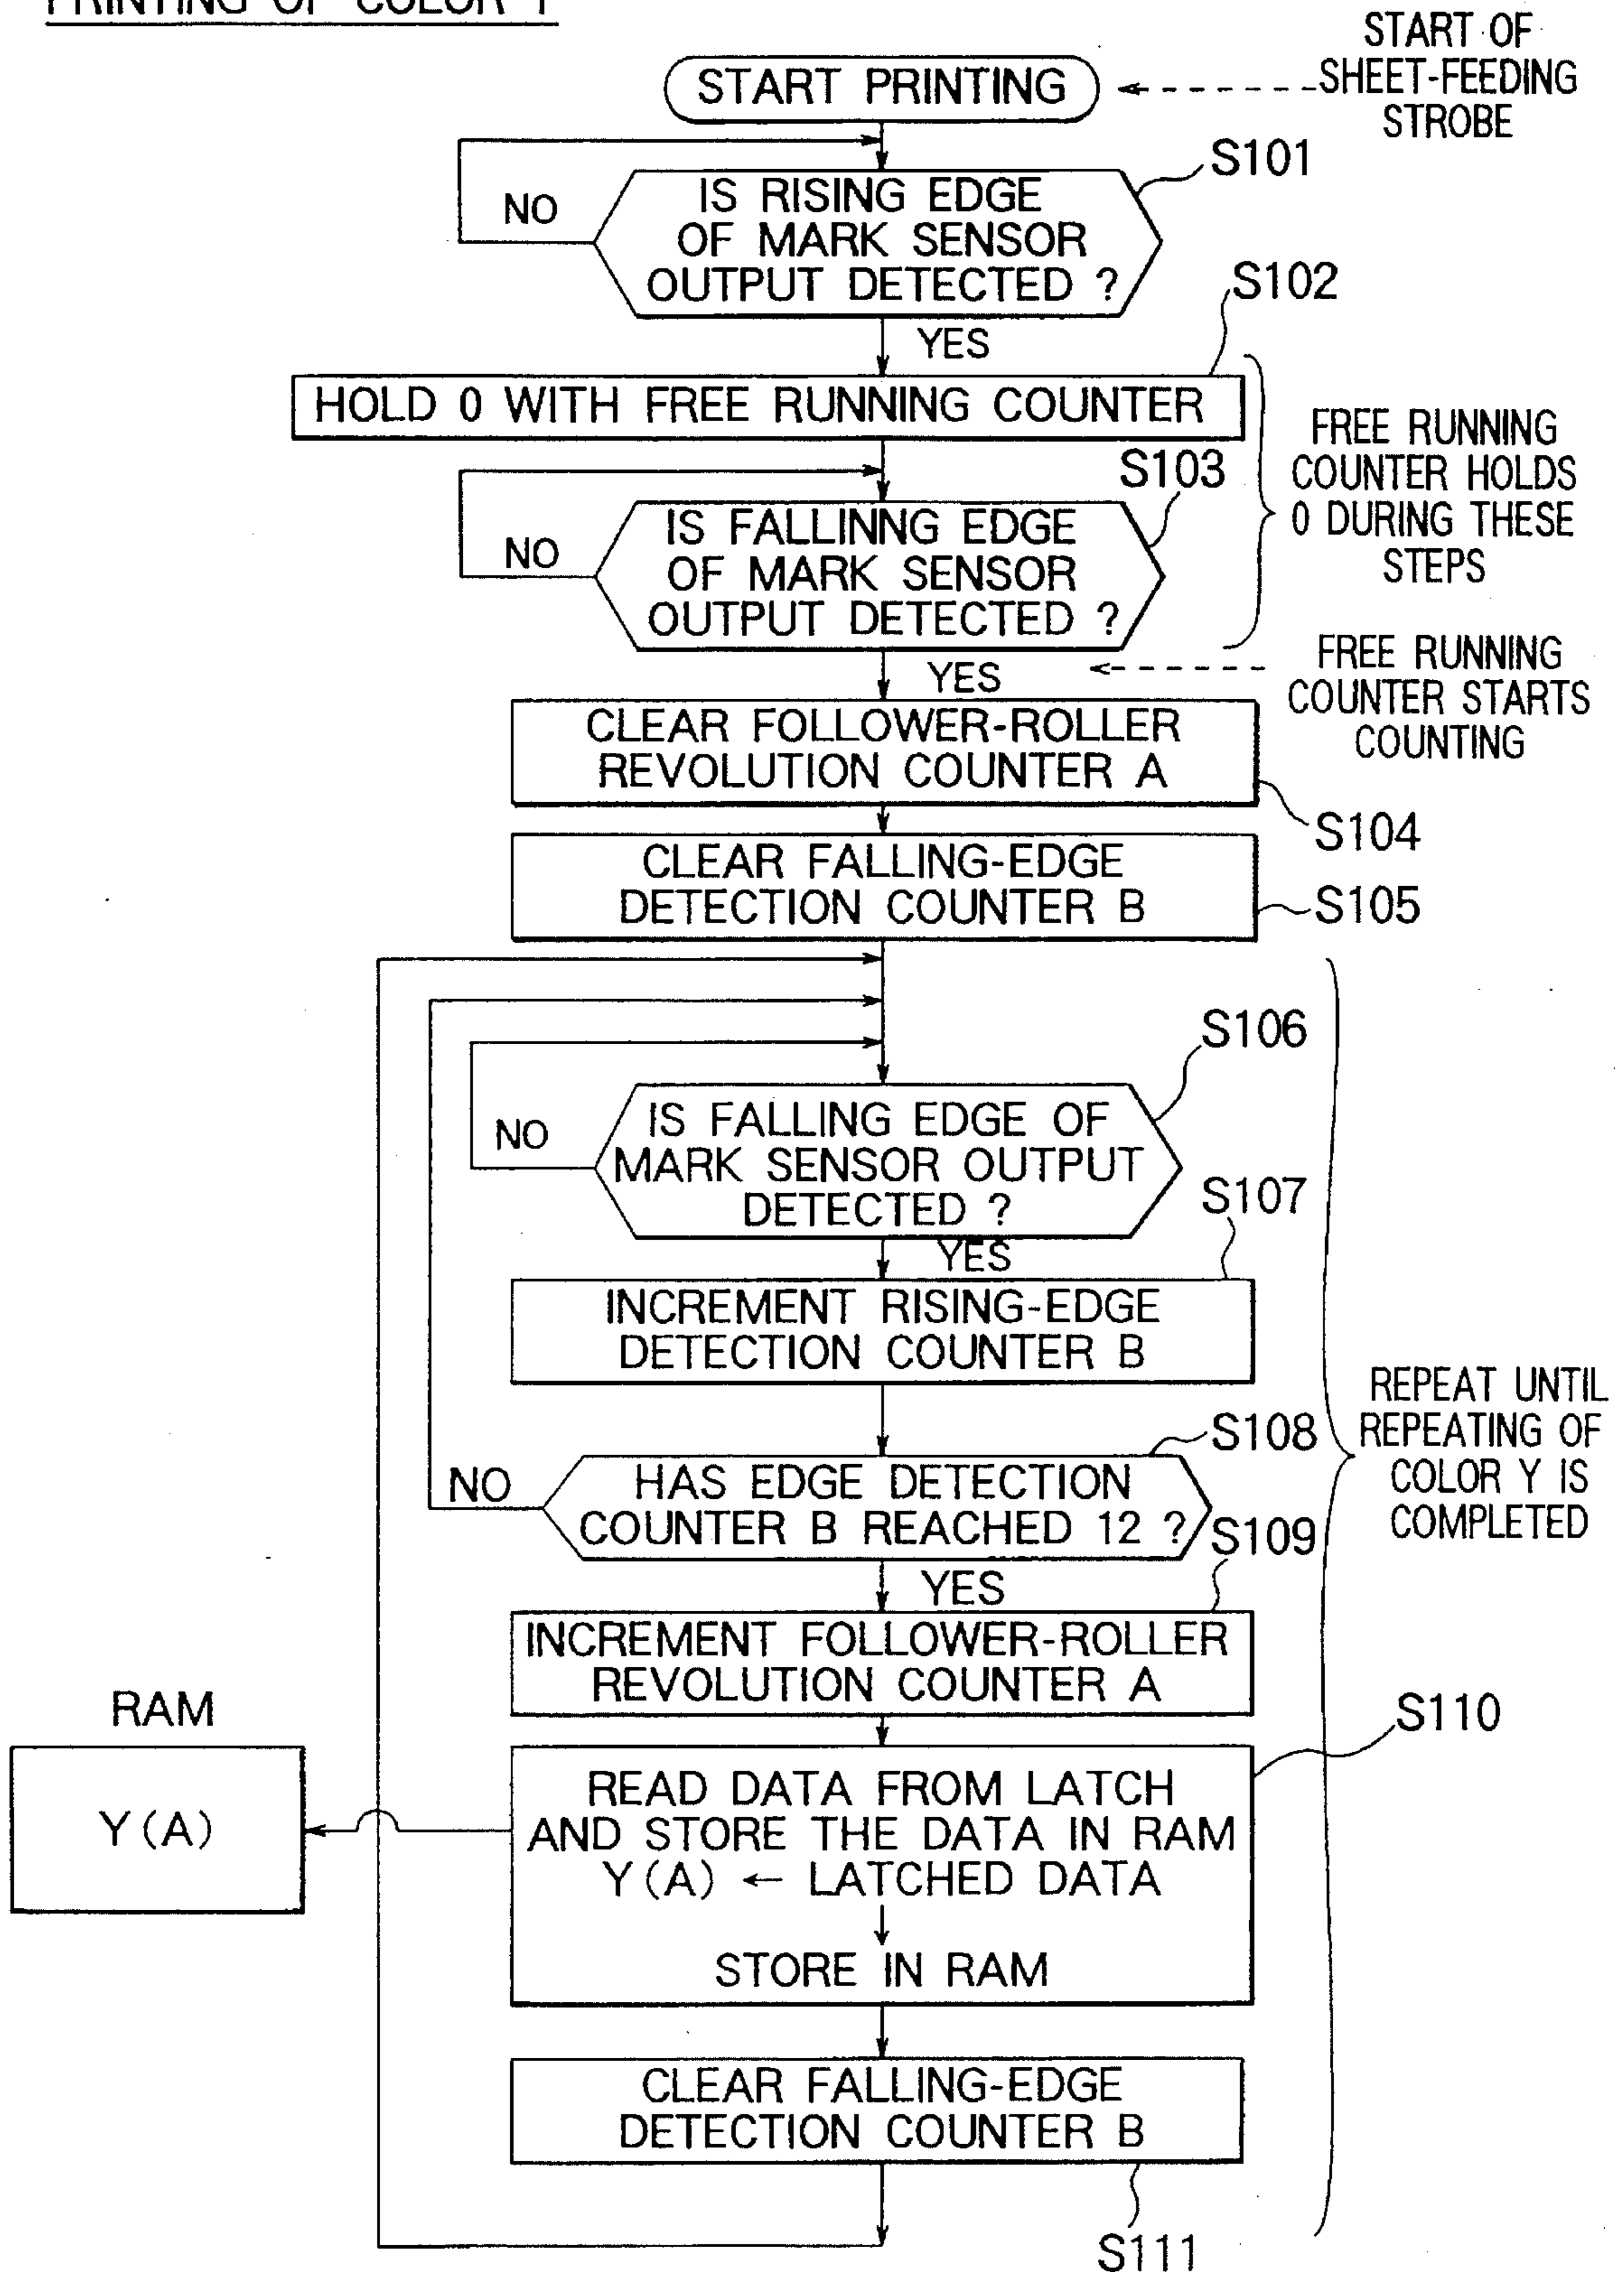 PRINTING OF COLOR Y
START PRINTING
START OF
SHEET-FEEDING
STROBE
S101
IS RISING EDGE
OF MARK SENSOR
OUTPUT DETECTED ?
NO
YES
S102
HOLD 0 WITH FREE RUNNING COUNTER
FREE RUNNING
COUNTER HOLDS
0 DURING THESE
STEPS
S103
IS FALLINNG EDGE
OF MARK SENSOR
OUTPUT DETECTED ?
NO
YES
FREE RUNNING
COUNTER STARTS
COUNTING
CLEAR FOLLOWER-ROLLER
REVOLUTION COUNTER A
S104
CLEAR FALLING-EDGE
DETECTION COUNTER B
S105
S106
IS FALLING EDGE OF
MARK SENSOR OUTPUT
DETECTED ?
NO
YES
S107
INCREMENT RISING-EDGE
DETECTION COUNTER B
REPEAT UNTIL
REPEATING OF
COLOR Y IS
COMPLETED
S108
HAS EDGE DETECTION
COUNTER B REACHED 12 ?
NO
YES
S109
INCREMENT FOLLOWER-ROLLER
REVOLUTION COUNTER A
S110
RAM
Y(A)
READ DATA FROM LATCH
AND STORE THE DATA IN RAM
Y(A) ← LATCHED DATA
↓
STORE IN RAM
CLEAR FALLING-EDGE
DETECTION COUNTER B
S111